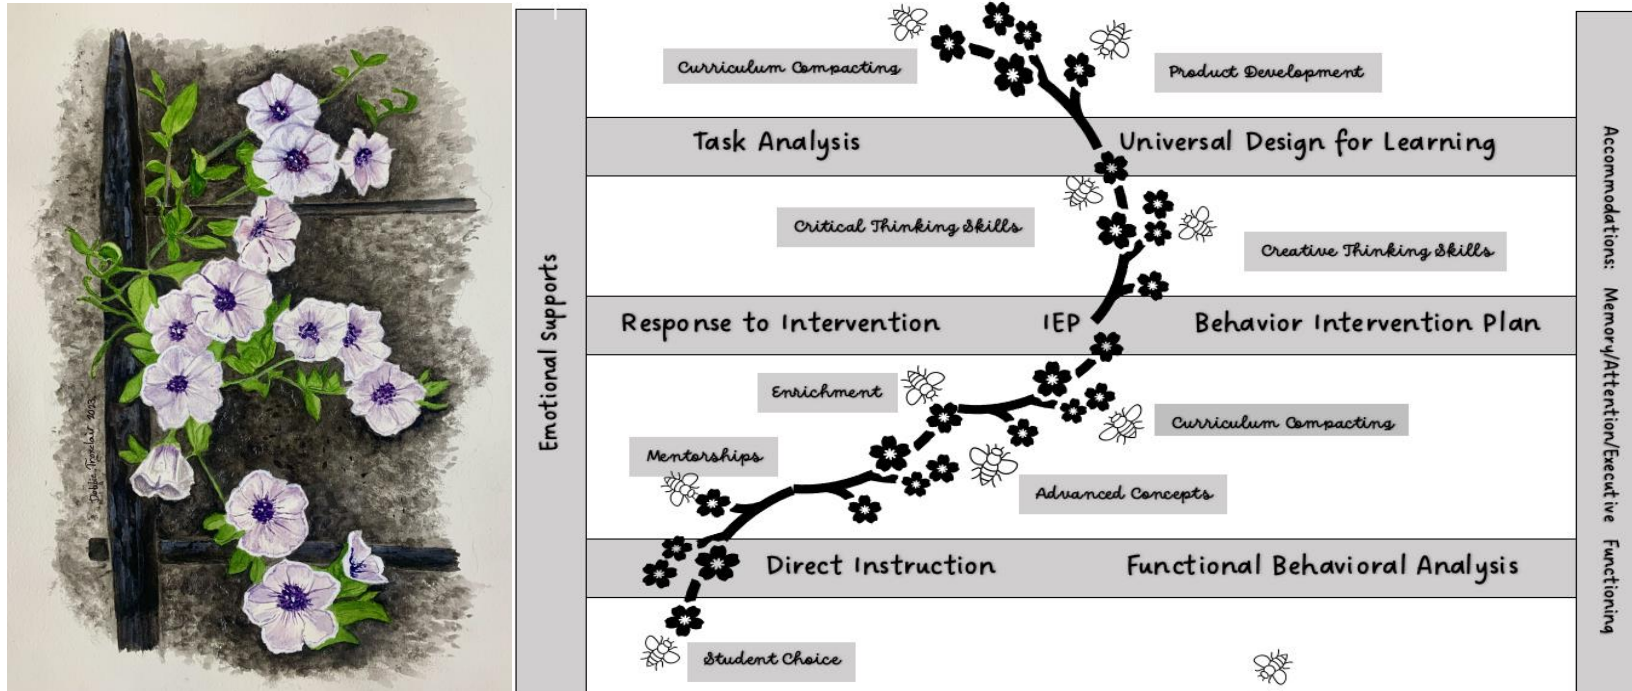 Curriculum Compacting
Product Development
Task Analysis
Universal Design for Learning
Critical Thinking Skills
Creative Thinking Skills
Response to Intervention
IEP
Behavior Intervention Plan
Enrichment
Curriculum Compacting
Mentorships
Advanced Concepts
Direct Instruction
Functional Behavioral Analysis
Student Choice
Emotional Supports
Accommodations: Memory/Attention/Executive Functioning
2023